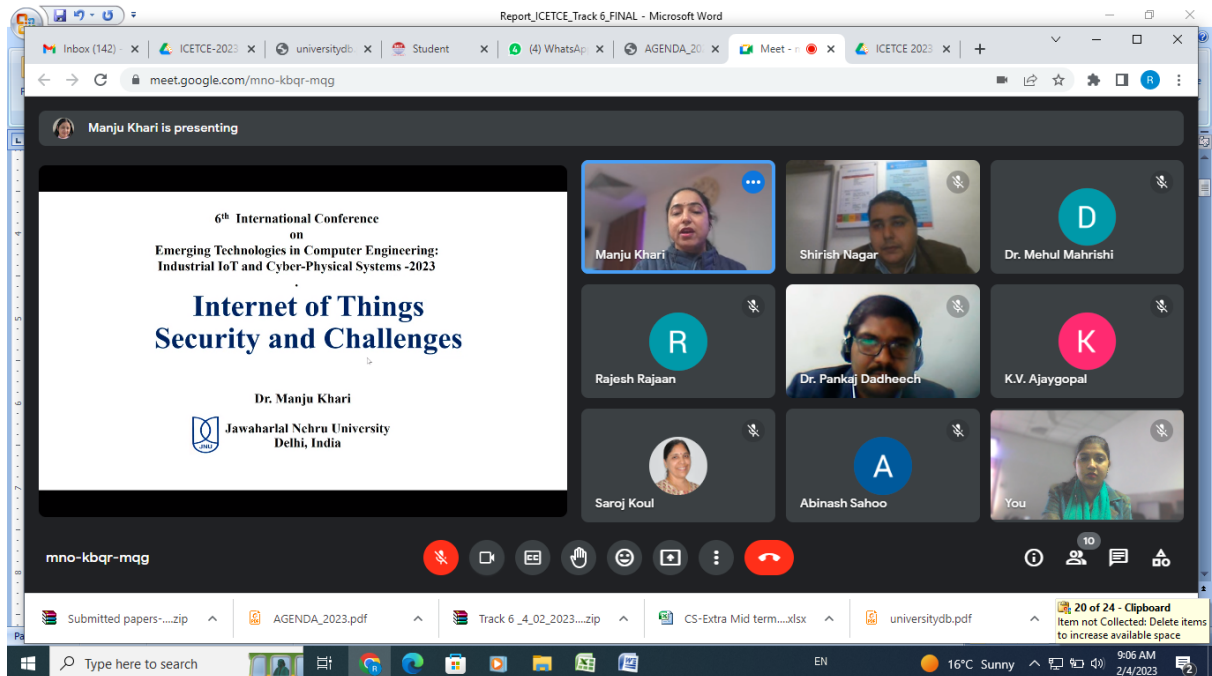 Report_ICETCE_Track 6_FINAL - Microsoft Word
Inbox (142) -
ICETCE-2023
universitydb.
Student
(4) WhatsAp
AGENDA_20
Meet - n
ICETCE 2023
meet.google.com/mno-kbqr-mqg
R
Manju Khari is presenting
6th International Conference
on
Emerging Technologies in Computer Engineering:
Industrial IoT and Cyber-Physical Systems -2023
.
Internet of Things
Security and Challenges
Dr. Manju Khari
JNU
Jawaharlal Nehru University
Delhi, India
Manju Khari
Shirish Nagar
D
Dr. Mehul Mahrishi
R
Rajesh Rajaan
Dr. Pankaj Dadheech
K
K.V. Ajaygopal
Saroj Koul
A
Abinash Sahoo
You
mno-kbqr-mqg
10
Submitted papers-....zip
AGENDA_2023.pdf
Track 6 _4_02_2023....zip
CS-Extra Mid term....xlsx
universitydb.pdf
20 of 24 - Clipboard
Item not Collected: Delete items
to increase available space
Pa
Type here to search
EN
16°C Sunny
9:06 AM
2/4/2023
2